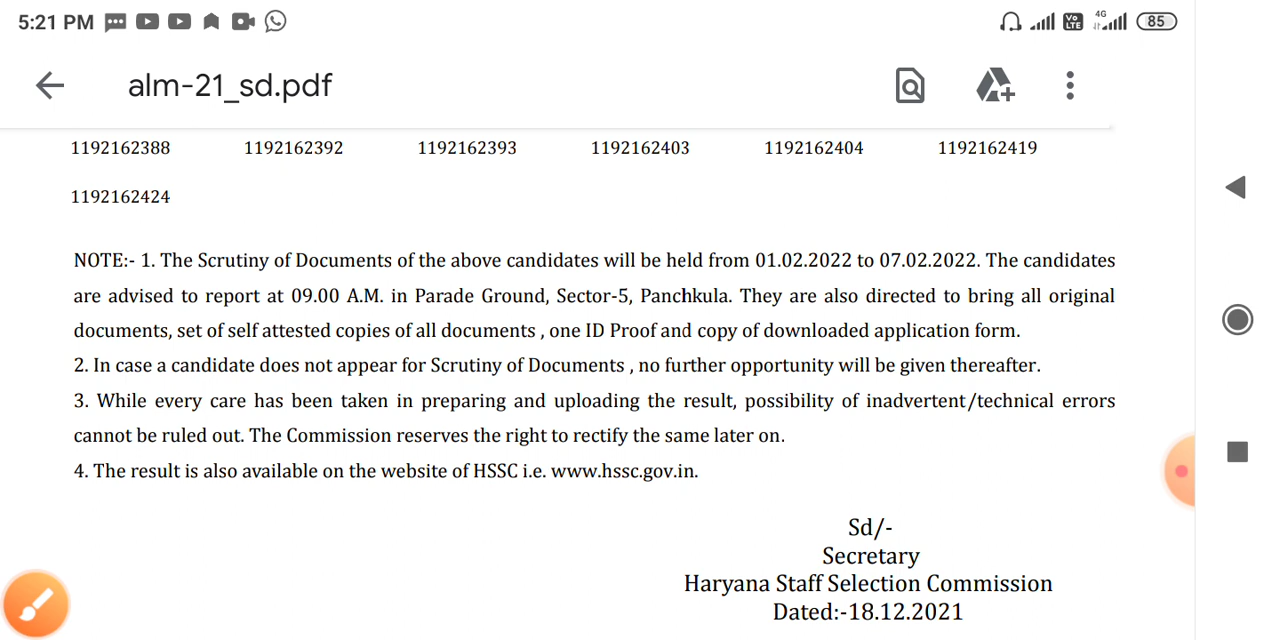 5:21 PM 4G Vo LTE 85
alm-21_sd.pdf
1192162388 1192162392 1192162393 1192162403 1192162404 1192162419
1192162424
NOTE:- 1. The Scrutiny of Documents of the above candidates will be held from 01.02.2022 to 07.02.2022. The candidates
are advised to report at 09.00 A.M. in Parade Ground, Sector-5, Panchkula. They are also directed to bring all original
documents, set of self attested copies of all documents , one ID Proof and copy of downloaded application form.
2. In case a candidate does not appear for Scrutiny of Documents , no further opportunity will be given thereafter.
3. While every care has been taken in preparing and uploading the result, possibility of inadvertent/technical errors
cannot be ruled out. The Commission reserves the right to rectify the same later on.
4. The result is also available on the website of HSSC i.e. www.hssc.gov.in.
Sd/-
Secretary
Haryana Staff Selection Commission
Dated:-18.12.2021